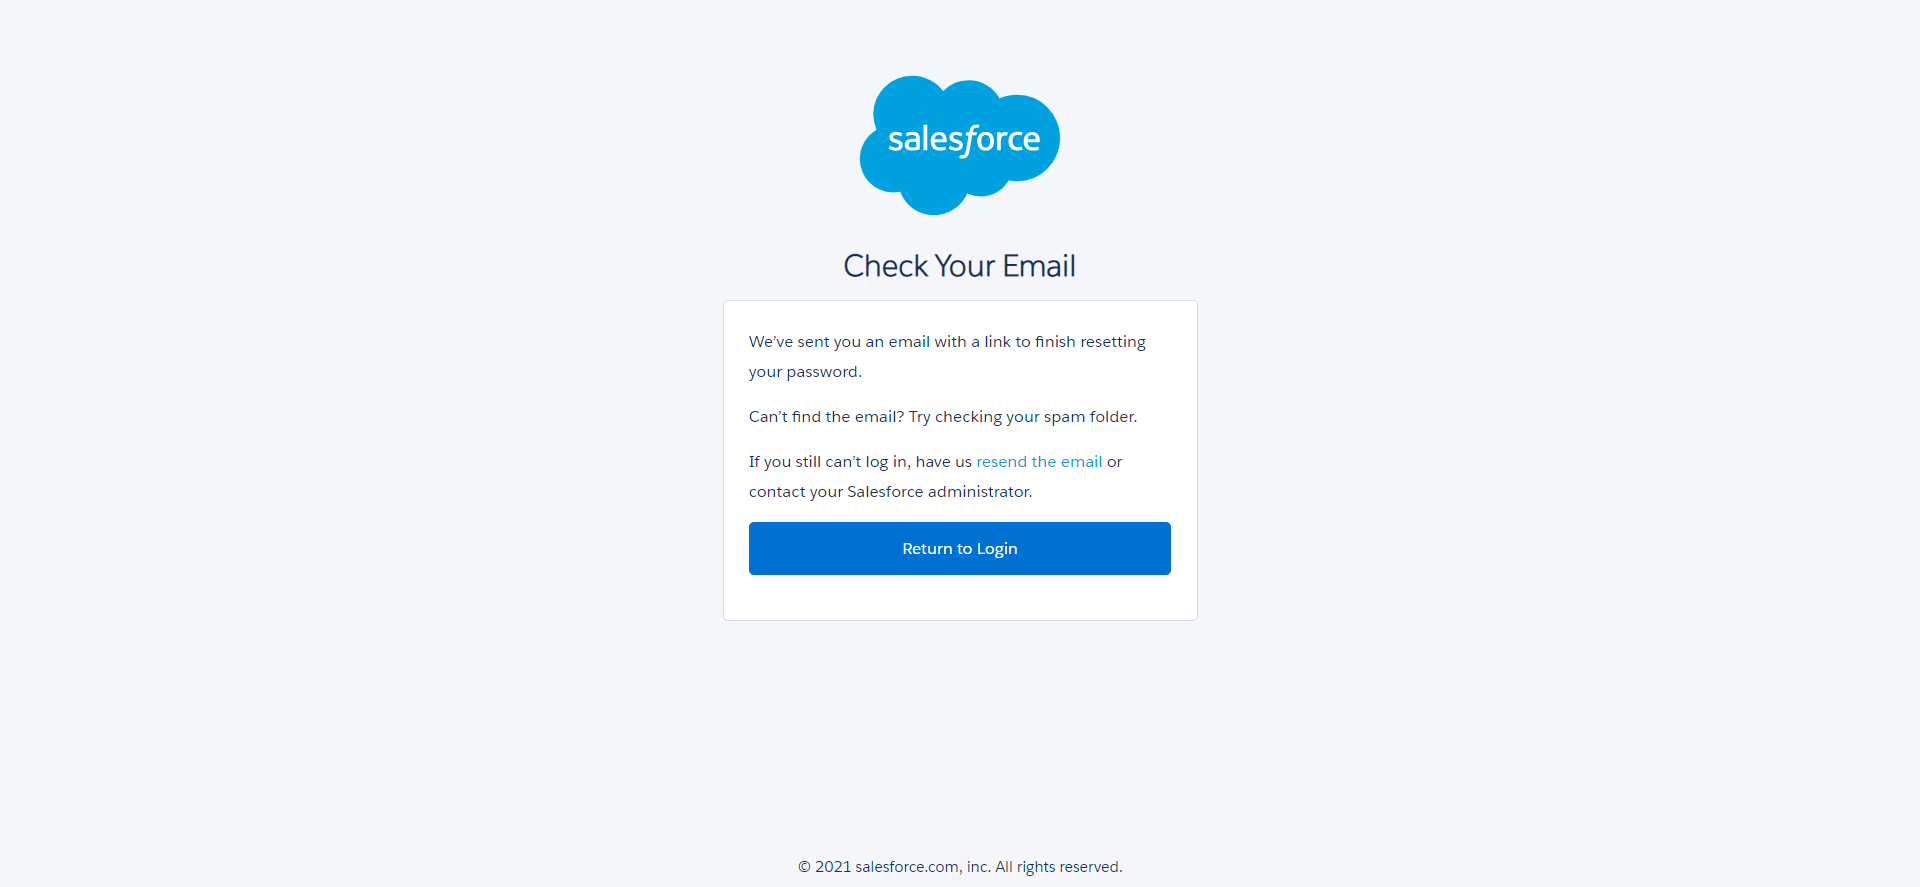 salesforce
Check Your Email
We’ve sent you an email with a link to finish resetting
your password.
Can’t find the email? Try checking your spam folder.
If you still can’t log in, have us resend the email or
contact your Salesforce administrator.
Return to Login
© 2021 salesforce.com, inc. All rights reserved.